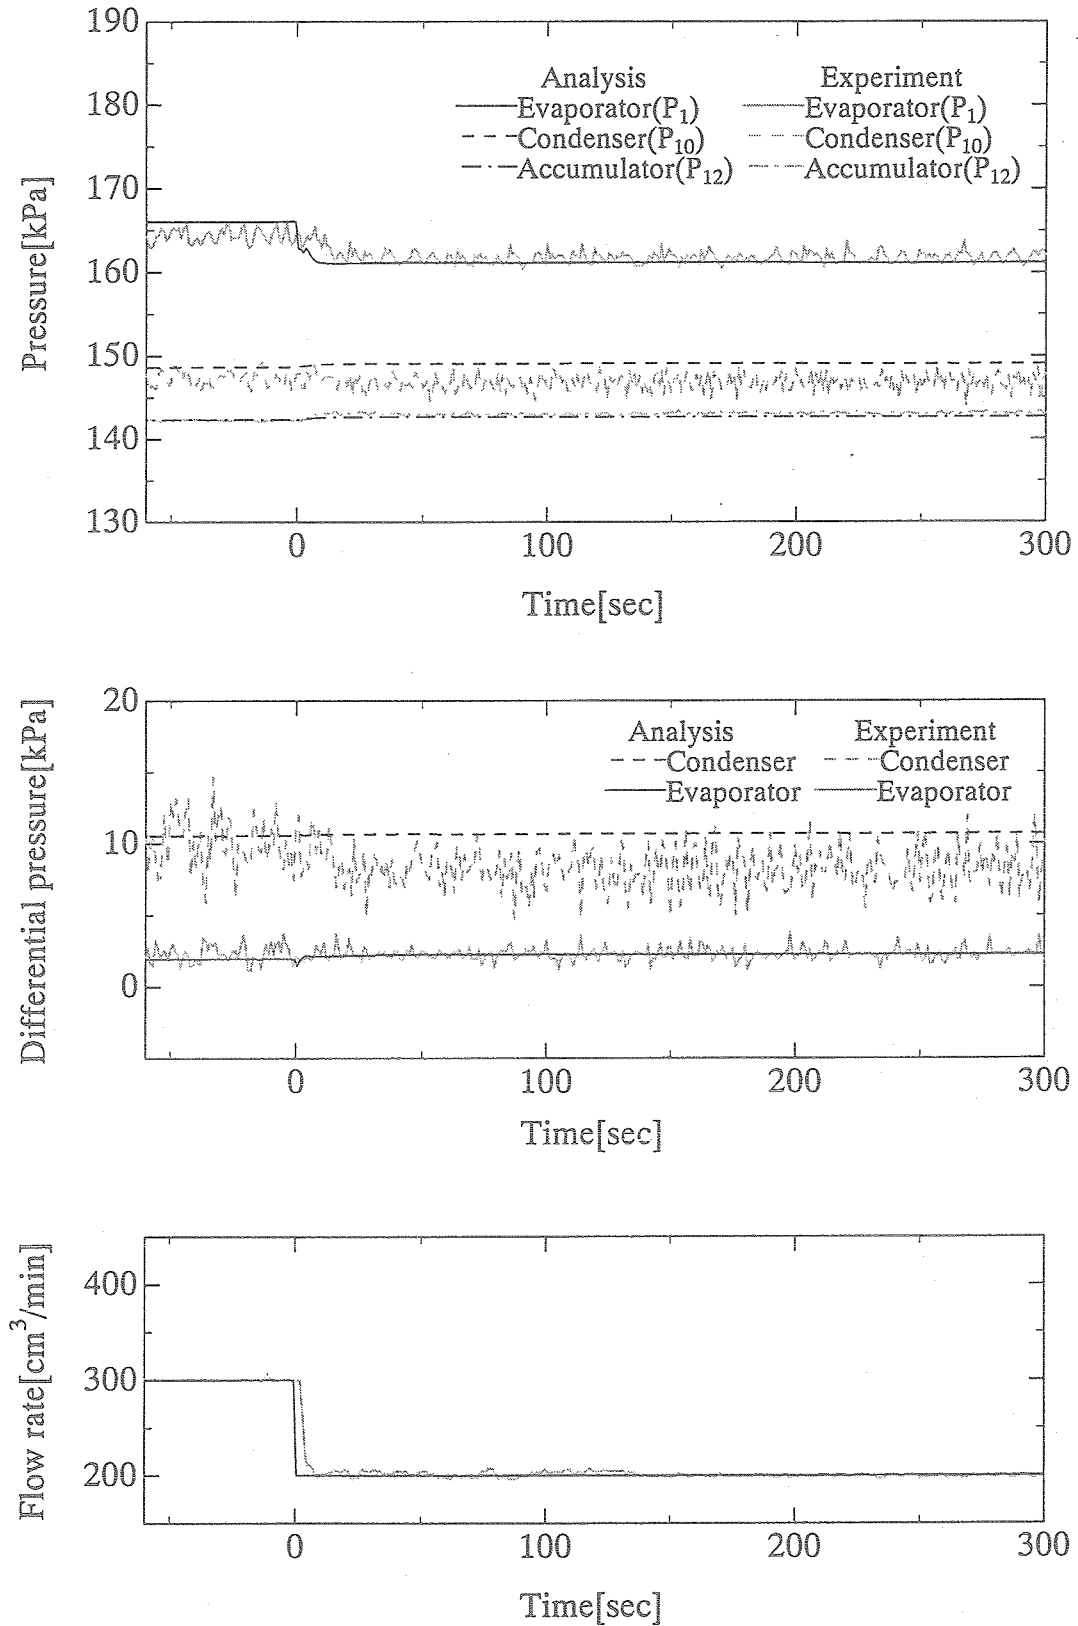 190
180
170
160
150
140
130
Pressure[kPa]
Analysis Experiment
Evaporator(P₁) Evaporator(P₁)
Condenser(P₁₀) Condenser(P₁₀)
Accumulator(P₁₂) Accumulator(P₁₂)
0 100 200 300
Time[sec]
20
10
0
Differential pressure[kPa]
Analysis Experiment
Condenser Condenser
Evaporator Evaporator
0 100 200 300
Time[sec]
400
300
200
Flow rate[cm³/min]
0 100 200 300
Time[sec]